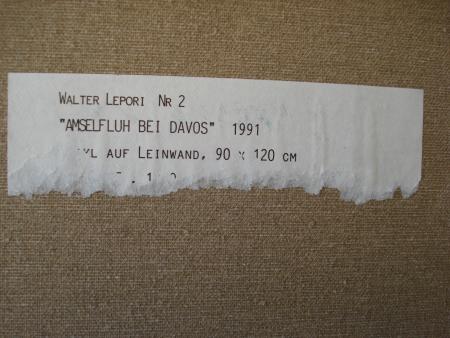 WALTER LEPORI NR 2
"AMSELFLUH BEI DAVOS" 1991
AUF LEINWAND, 90 x 120 CM